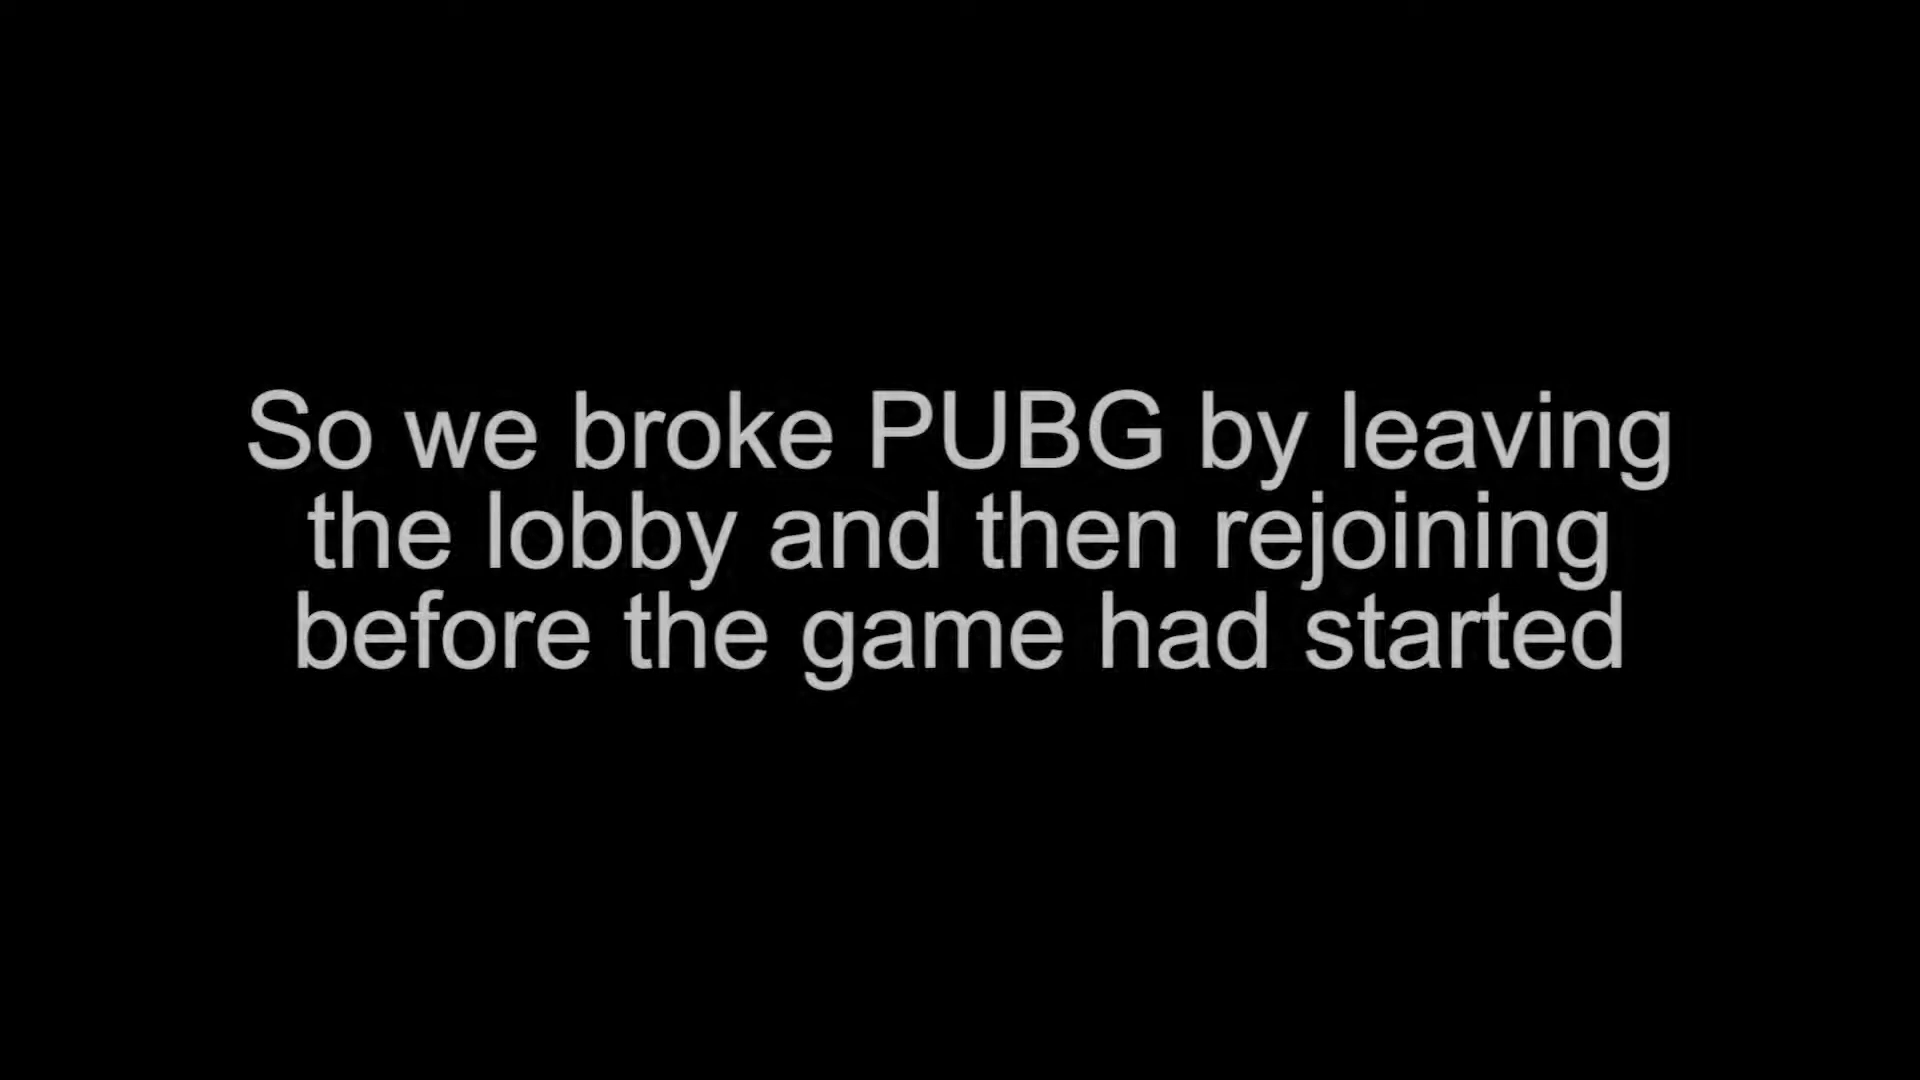 So we broke PUBG by leaving
the lobby and then rejoining
before the game had started